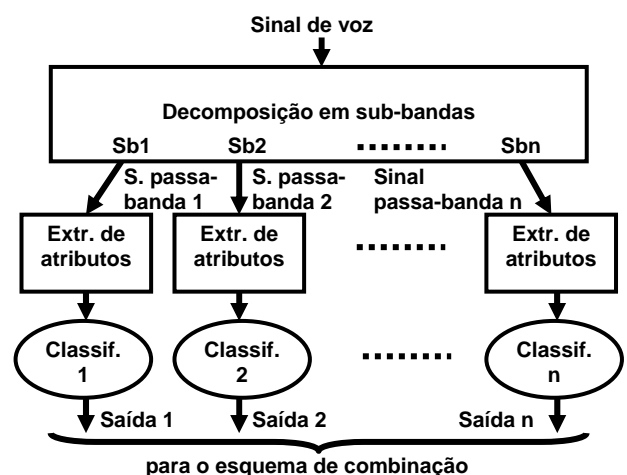 Sinal de voz
Decomposição em sub-bandas
Sb1 Sb2 Sbn
S. passa- S. passa- Sinal
banda 1 banda 2 passa-banda n
Extr. de Extr. de Extr. de
atributos atributos atributos
Classif. Classif. Classif.
1 2 n
Saída 1 Saída 2 Saída n
para o esquema de combinação